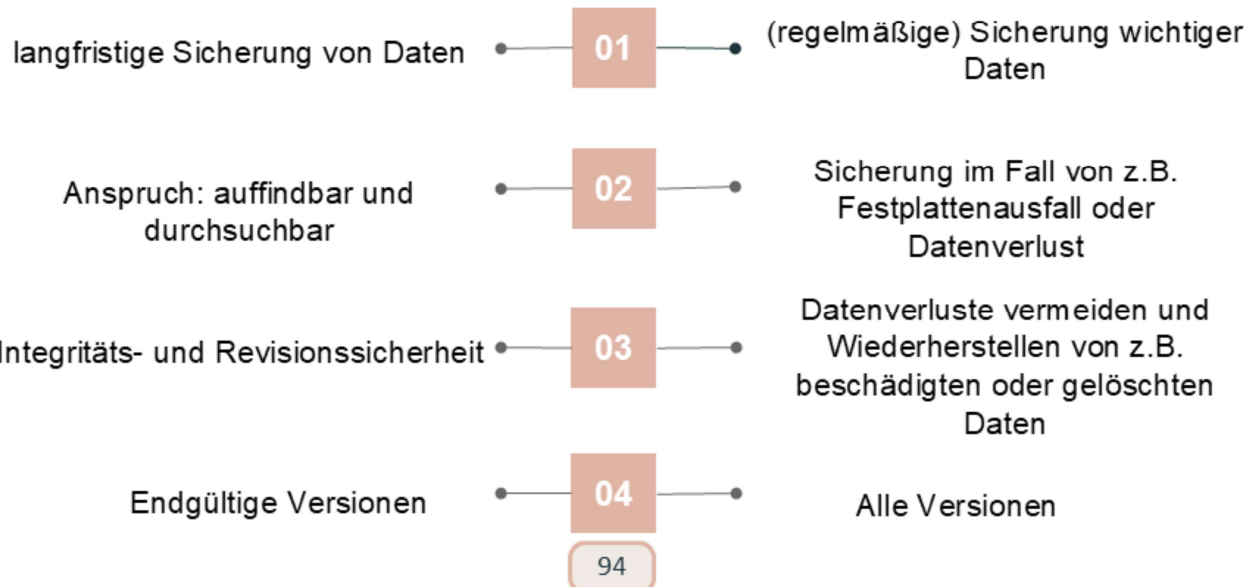 langfristige Sicherung von Daten
01
(regelmäßige) Sicherung wichtiger
Daten
Anspruch: auffindbar und
durchsuchbar
02
Sicherung im Fall von z.B.
Festplattenausfall oder
Datenverlust
Integritäts- und Revisionssicherheit
03
Datenverluste vermeiden und
Wiederherstellen von z.B.
beschädigten oder gelöschten
Daten
Endgültige Versionen
04
Alle Versionen
94